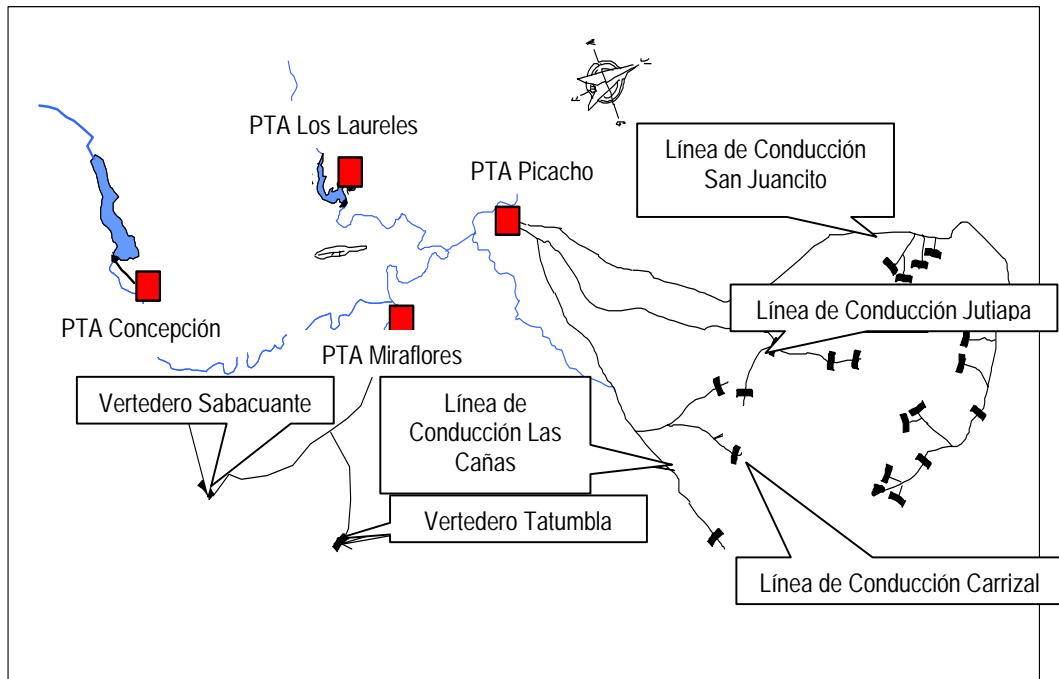 PTA Los Laureles
PTA Picacho
Línea de Conducción
San Juancito
PTA Concepción
Línea de Conducción Jutiapa
PTA Miraflores
Vertedero Sabacuante
Línea de
Conducción Las
Cañas
Vertedero Tatumbla
Línea de Conducción Carrizal